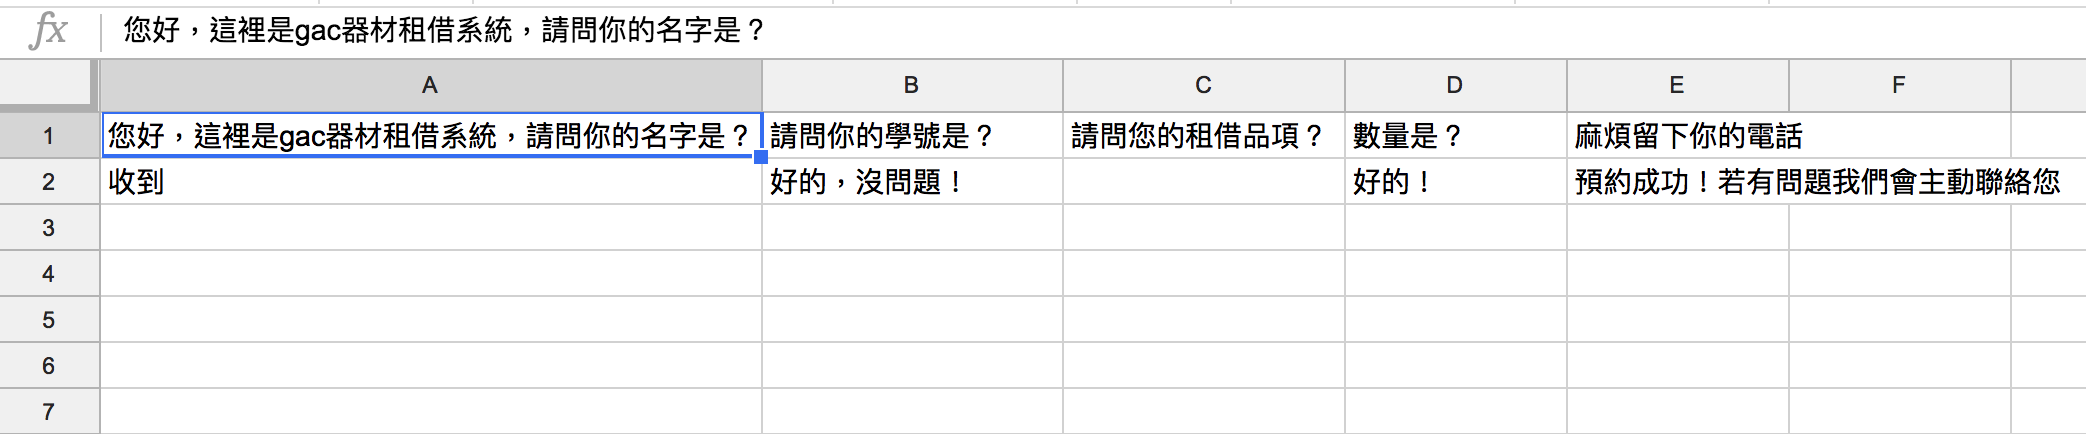 fx 您好，這裡是gac器材租借系統，請問你的名字是？
A B C D E F
1 您好，這裡是gac器材租借系統，請問你的名字是？ 請問你的學號是？ 請問您的租借品項？ 數量是？ 麻煩留下你的電話
2 收到 好的，沒問題！ 好的！ 預約成功！若有問題我們會主動聯絡您
3
4
5
6
7